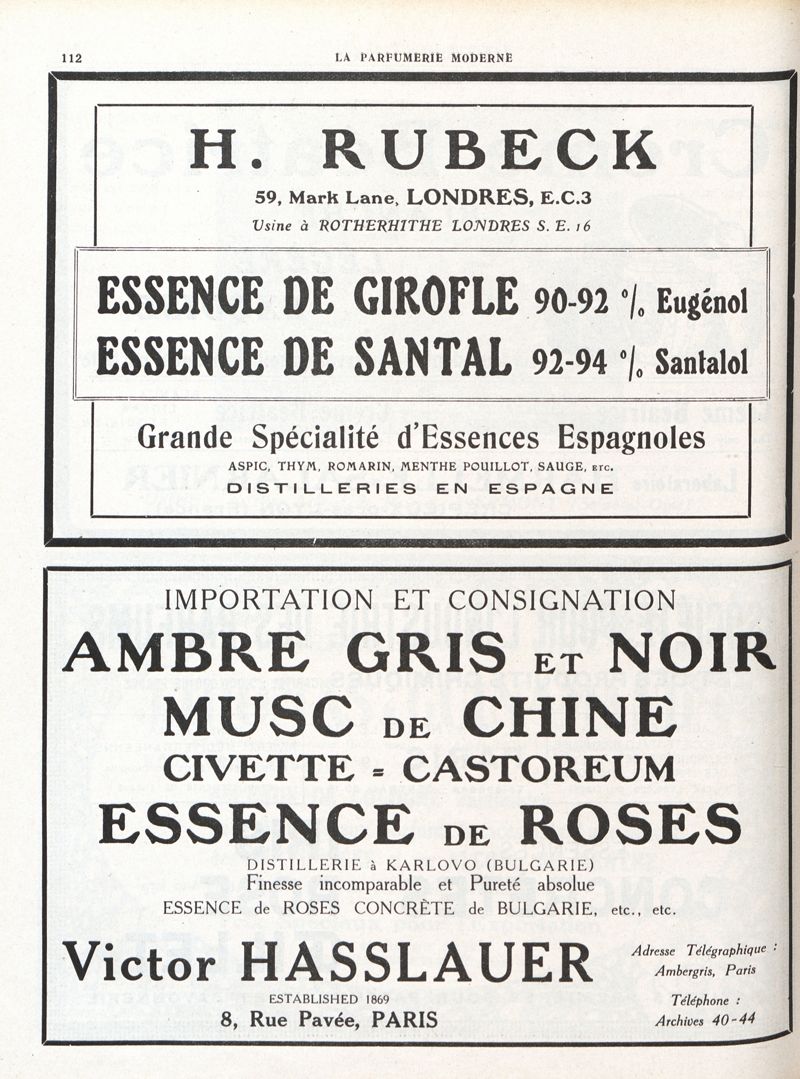 112
LA PARFUMERIE MODERNE
H. RUBECK
59, Mark Lane, LONDRES, E.C.3
Usine à ROTHERHITHE LONDRES S. E. 16
ESSENCE DE GIROFLE 90-92 % Eugénol
ESSENCE DE SANTAL 92-94 % Santalol
Grande Spécialité d'Essences Espagnoles
ASPIC, THYM, ROMARIN, MENTHE POUILLOT, SAUGE, ETC.
DISTILLERIES EN ESPAGNE
IMPORTATION ET CONSIGNATION
AMBRE GRIS ET NOIR
MUSC DE CHINE
CIVETTE = CASTOREUM
ESSENCE DE ROSES
DISTILLERIE à KARLOVO (BULGARIE)
Finesse incomparable et Pureté absolue
ESSENCE de ROSES CONCRÈTE de BULGARIE, etc., etc.
Victor HASSLAUER
ESTABLISHED 1869
8, Rue Pavée, PARIS
Adresse Télégraphique :
Ambergris, Paris
Téléphone :
Archives 40-44